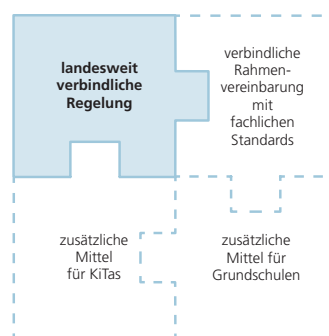 landesweit
verbindliche
Regelung
verbindliche
Rahmen-
vereinbarung
mit
fachlichen
Standards
zusätzliche
Mittel
für KiTas
zusätzliche
Mittel für
Grundschulen